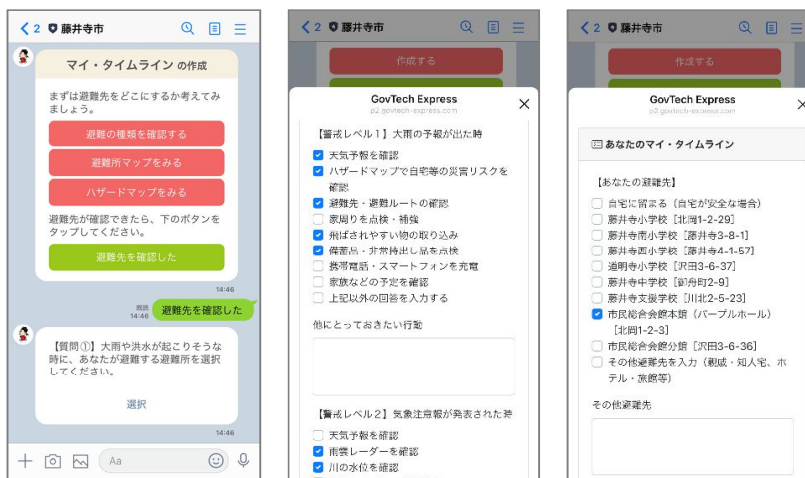 2 藤井寺市
マイ・タイムライン の作成
まずは避難先をどこにするか考えてみ
ましょう。
避難の種類を確認する
避難所マップをみる
ハザードマップをみる
避難先が確認できたら、下のボタンを
タップしてください。
避難先を確認した
14:46
既読
14:46
避難先を確認した
【質問①】大雨や洪水が起こりそうな
時に、あなたが避難する避難所を選択
してください。
選択
14:46
Aa
2 藤井寺市
作成する
GovTech Express
p2.govtech-express.com
【警戒レベル1】大雨の予報が出た時
天気予報を確認
ハザードマップで自宅等の災害リスクを
確認
避難先・避難ルートの確認
家周りを点検・補強
飛ばされやすい物の取り込み
備蓄品・非常持出し品を点検
携帯電話・スマートフォンを充電
家族などの予定を確認
上記以外の回答を入力する
他にとっておきたい行動
【警戒レベル2】気象注意報が発表された時
天気予報を確認
雨雲レーダーを確認
川の水位を確認
2 藤井寺市
作成する
GovTech Express
p2.govtech-express.com
あなたのマイ・タイムライン
【あなたの避難先】
自宅に留まる（自宅が安全な場合）
藤井寺小学校［北岡1-2-29］
藤井寺南小学校［藤井寺3-8-1］
藤井寺西小学校［藤井寺4-1-57］
道明寺小学校［沢田3-6-37］
藤井寺中学校［御舟町2-9］
藤井寺支援学校［川北2-5-23］
市民総合会館本館（パープルホール）
［北岡1-2-3］
市民総合会館分館［沢田3-6-36］
その他避難先を入力（親戚・知人宅、ホ
テル・旅館等）
その他避難先